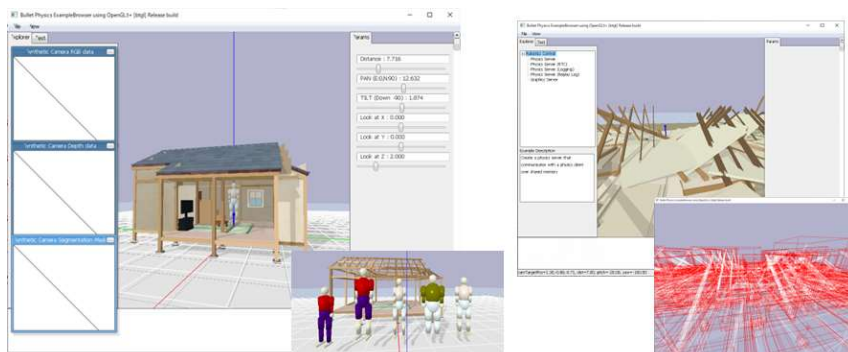 Bullet Physics ExampleBrowser using OpenGL3+ [btgl] Release build
File View
Explorer Test
Synthetic Camera RGB data
Synthetic Camera Depth data
Synthetic Camera Segmentation Mask
Params
Distance : 7.716
PAN (E:0,N:90) : 12.632
TILT (Down -90) : 1.874
Look at X : 0.000
Look at Y : 0.000
Look at Z : 2.000
Bullet Physics ExampleBrowser using OpenGL3+ [btgl] Release build
File View
Explorer Test
Robotics Control
Physics Server
Physics Server (RTC)
Physics Server (Logging)
Physics Server (Replay Log)
Graphics Server
Example Description
Create a physics server that
communicates with a physics client
over shared memory
Params